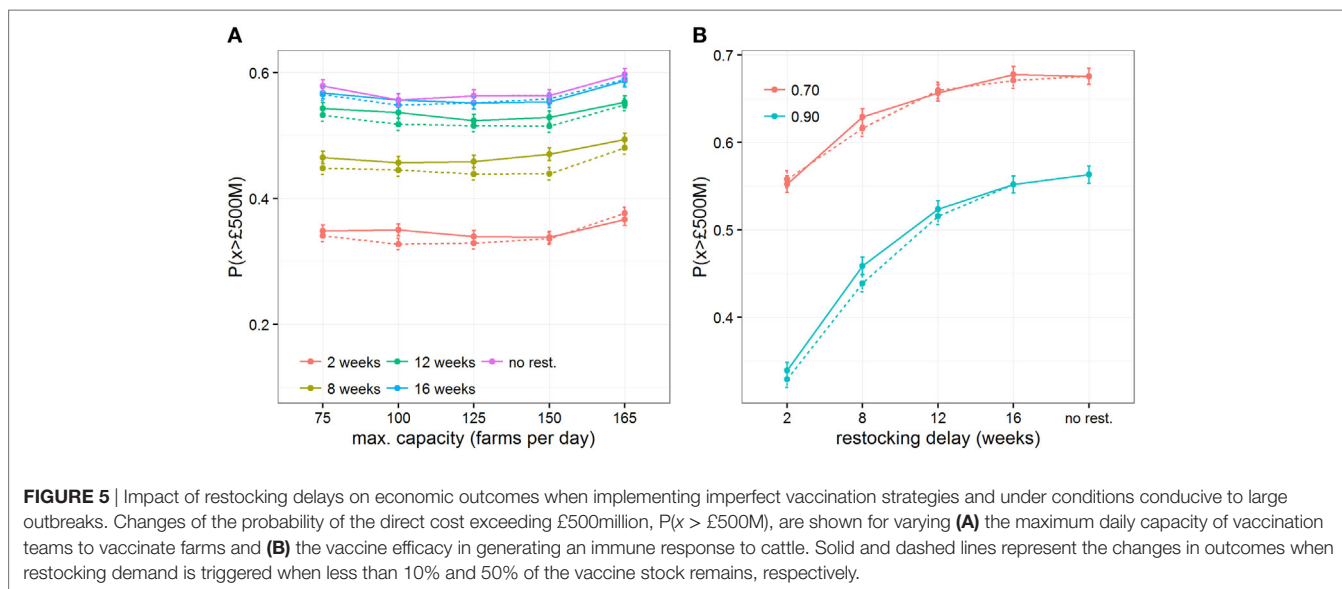 A
P(x>£500M)
0.6
0.4
0.2
2 weeks
12 weeks
no rest.
8 weeks
16 weeks
75
100
125
150
165
max. capacity (farms per day)
B
P(x>£500M)
0.7
0.6
0.5
0.4
0.70
0.90
2
8
12
16
no rest.
restocking delay (weeks)
FIGURE 5 | Impact of restocking delays on economic outcomes when implementing imperfect vaccination strategies and under conditions conducive to large
outbreaks. Changes of the probability of the direct cost exceeding £500million, P(x > £500M), are shown for varying (A) the maximum daily capacity of vaccination
teams to vaccinate farms and (B) the vaccine efficacy in generating an immune response to cattle. Solid and dashed lines represent the changes in outcomes when
restocking demand is triggered when less than 10% and 50% of the vaccine stock remains, respectively.